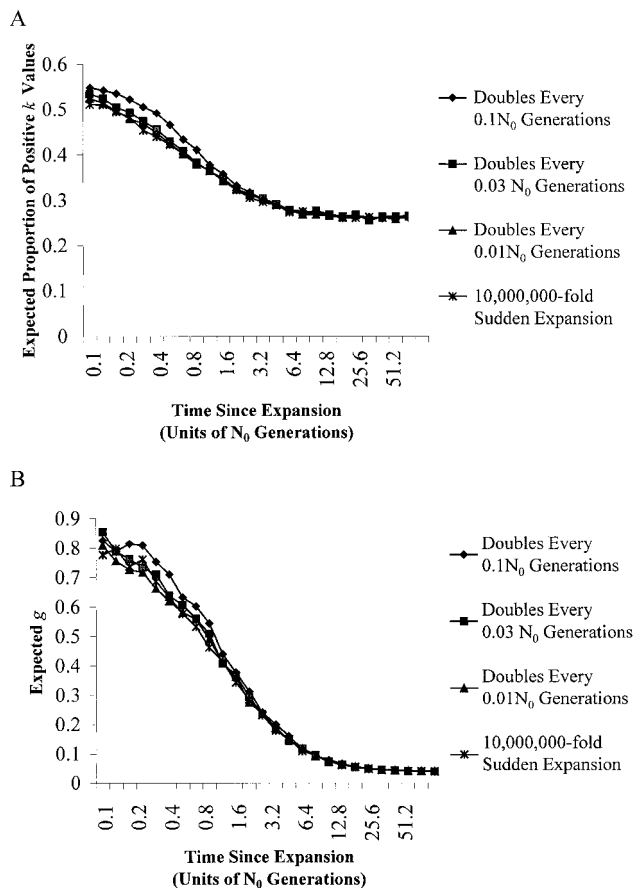 A
Expected Proportion of Positive k Values
0.6
0.5
0.4
0.3
0.2
0.1
0
0.1
0.2
0.4
0.8
1.6
3.2
6.4
12.8
25.6
51.2
Time Since Expansion
(Units of N0 Generations)
Doubles Every
0.1N0 Generations
Doubles Every
0.03 N0 Generations
Doubles Every
0.01N0 Generations
10,000,000-fold
Sudden Expansion
B
Expected g
0.9
0.8
0.7
0.6
0.5
0.4
0.3
0.2
0.1
0
0.1
0.2
0.4
0.8
1.6
3.2
6.4
12.8
25.6
51.2
Time Since Expansion
(Units of N0 Generations)
Doubles Every
0.1N0 Generations
Doubles Every
0.03 N0 Generations
Doubles Every
0.01N0 Generations
10,000,000-fold
Sudden Expansion